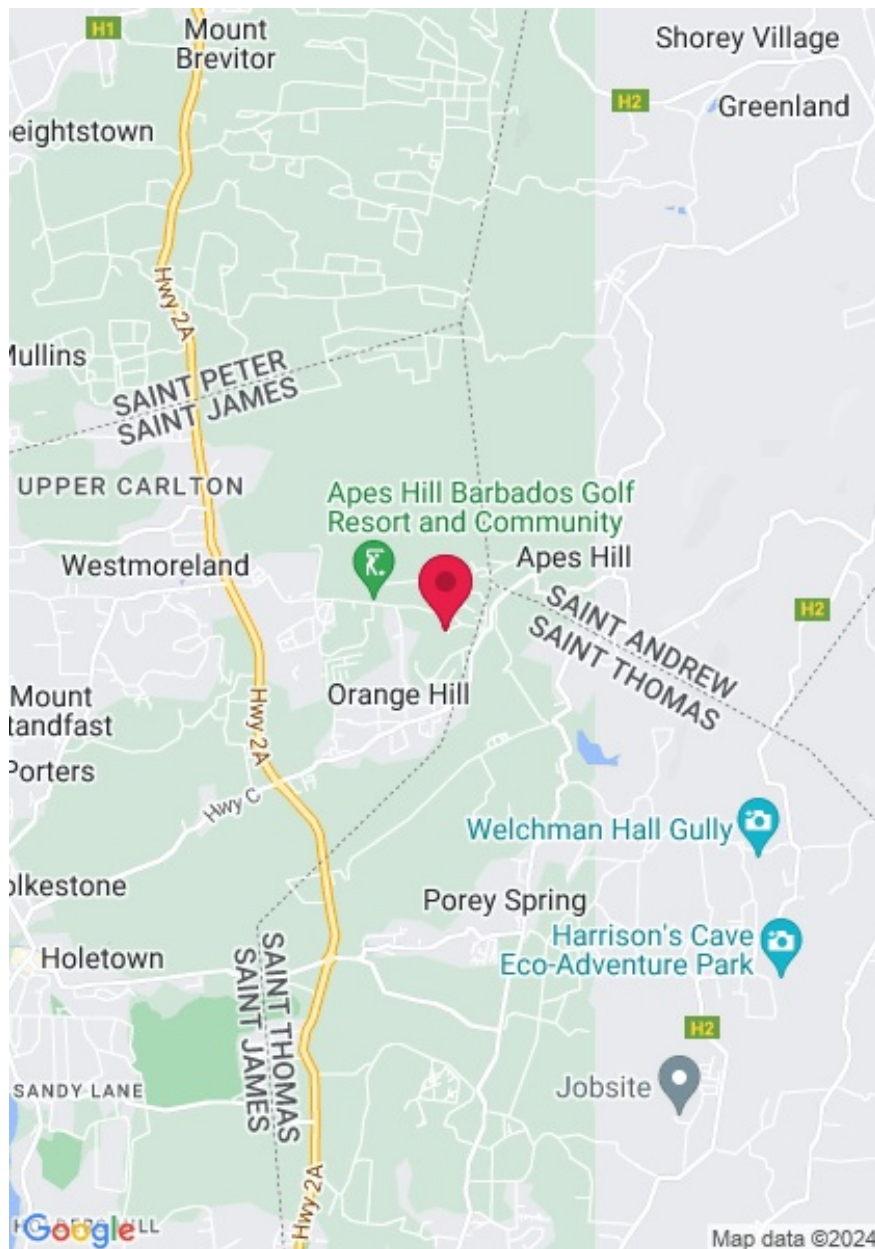 H1
Mount
Brevitor
Shorey Village
H2
Greenland
eightstown
Hwy 2A
Mullins
SAINT PETER
SAINT JAMES
UPPER CARLTON
Apes Hill Barbados Golf
Resort and Community
Westmoreland
Apes Hill
SAINT ANDREW
SAINT THOMAS
H2
Orange Hill
Mount
tandfast
Hwy 2A
Porters
Hwy C
Welchman Hall Gully
olkestone
Porey Spring
Harrison's Cave
Eco-Adventure Park
Holetown
SAINT THOMAS
SAINT JAMES
H2
Jobsite
SANDY LANE
Hwy 2A
Google
Map data ©2024